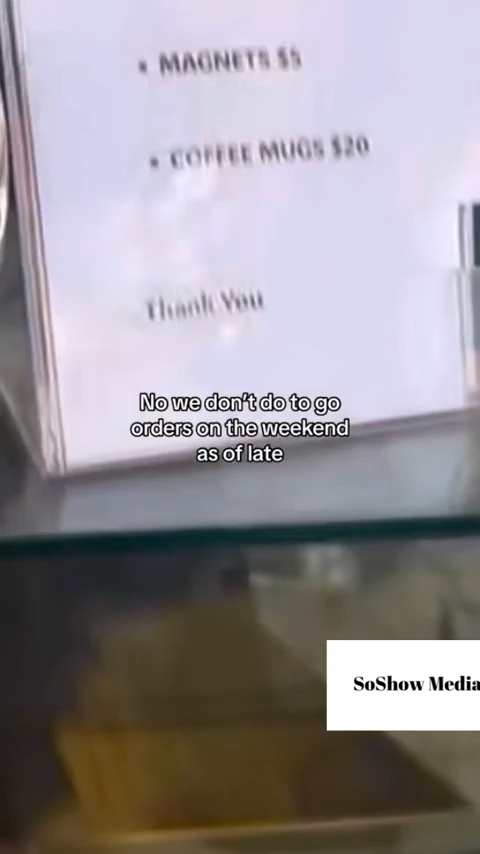 • MAGNETS $5
• COFFEE MUGS $20
Thank You
No we don't do to go
orders on the weekend
as of late
SoShow Media